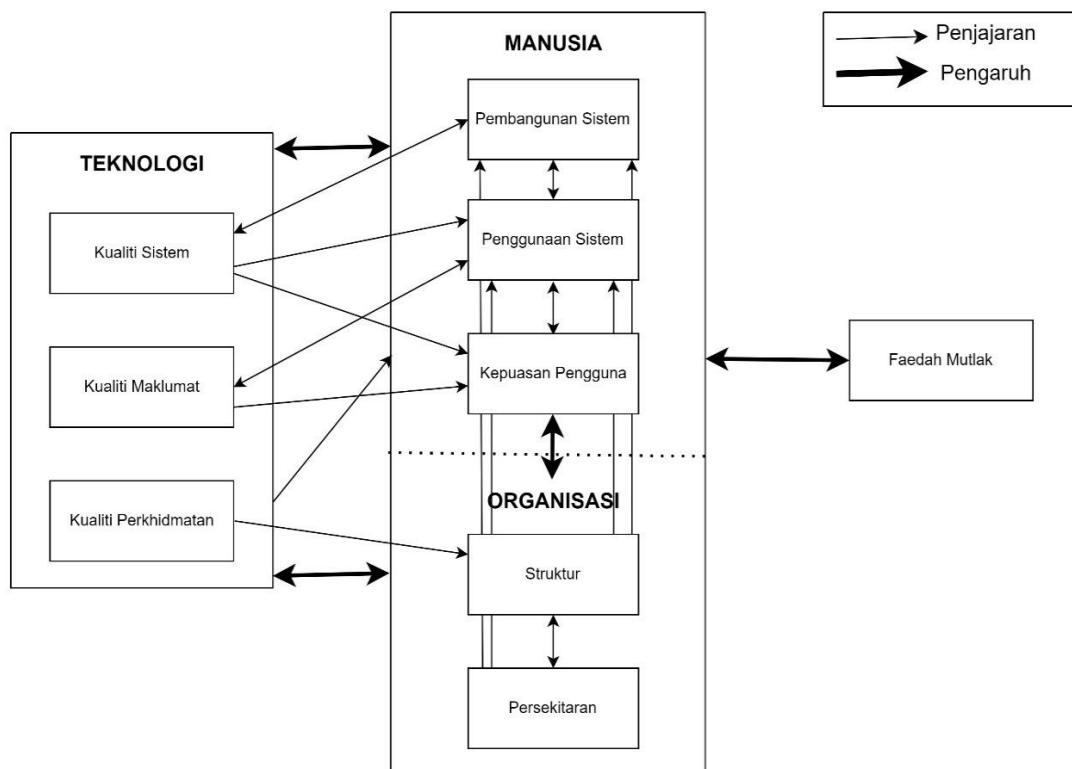 MANUSIA
Penjajaran
Pengaruh
Pembangunan Sistem
TEKNOLOGI
Kualiti Sistem
Penggunaan Sistem
Kualiti Maklumat
Kepuasan Pengguna
Faedah Mutlak
ORGANISASI
Kualiti Perkhidmatan
Struktur
Persekitaran